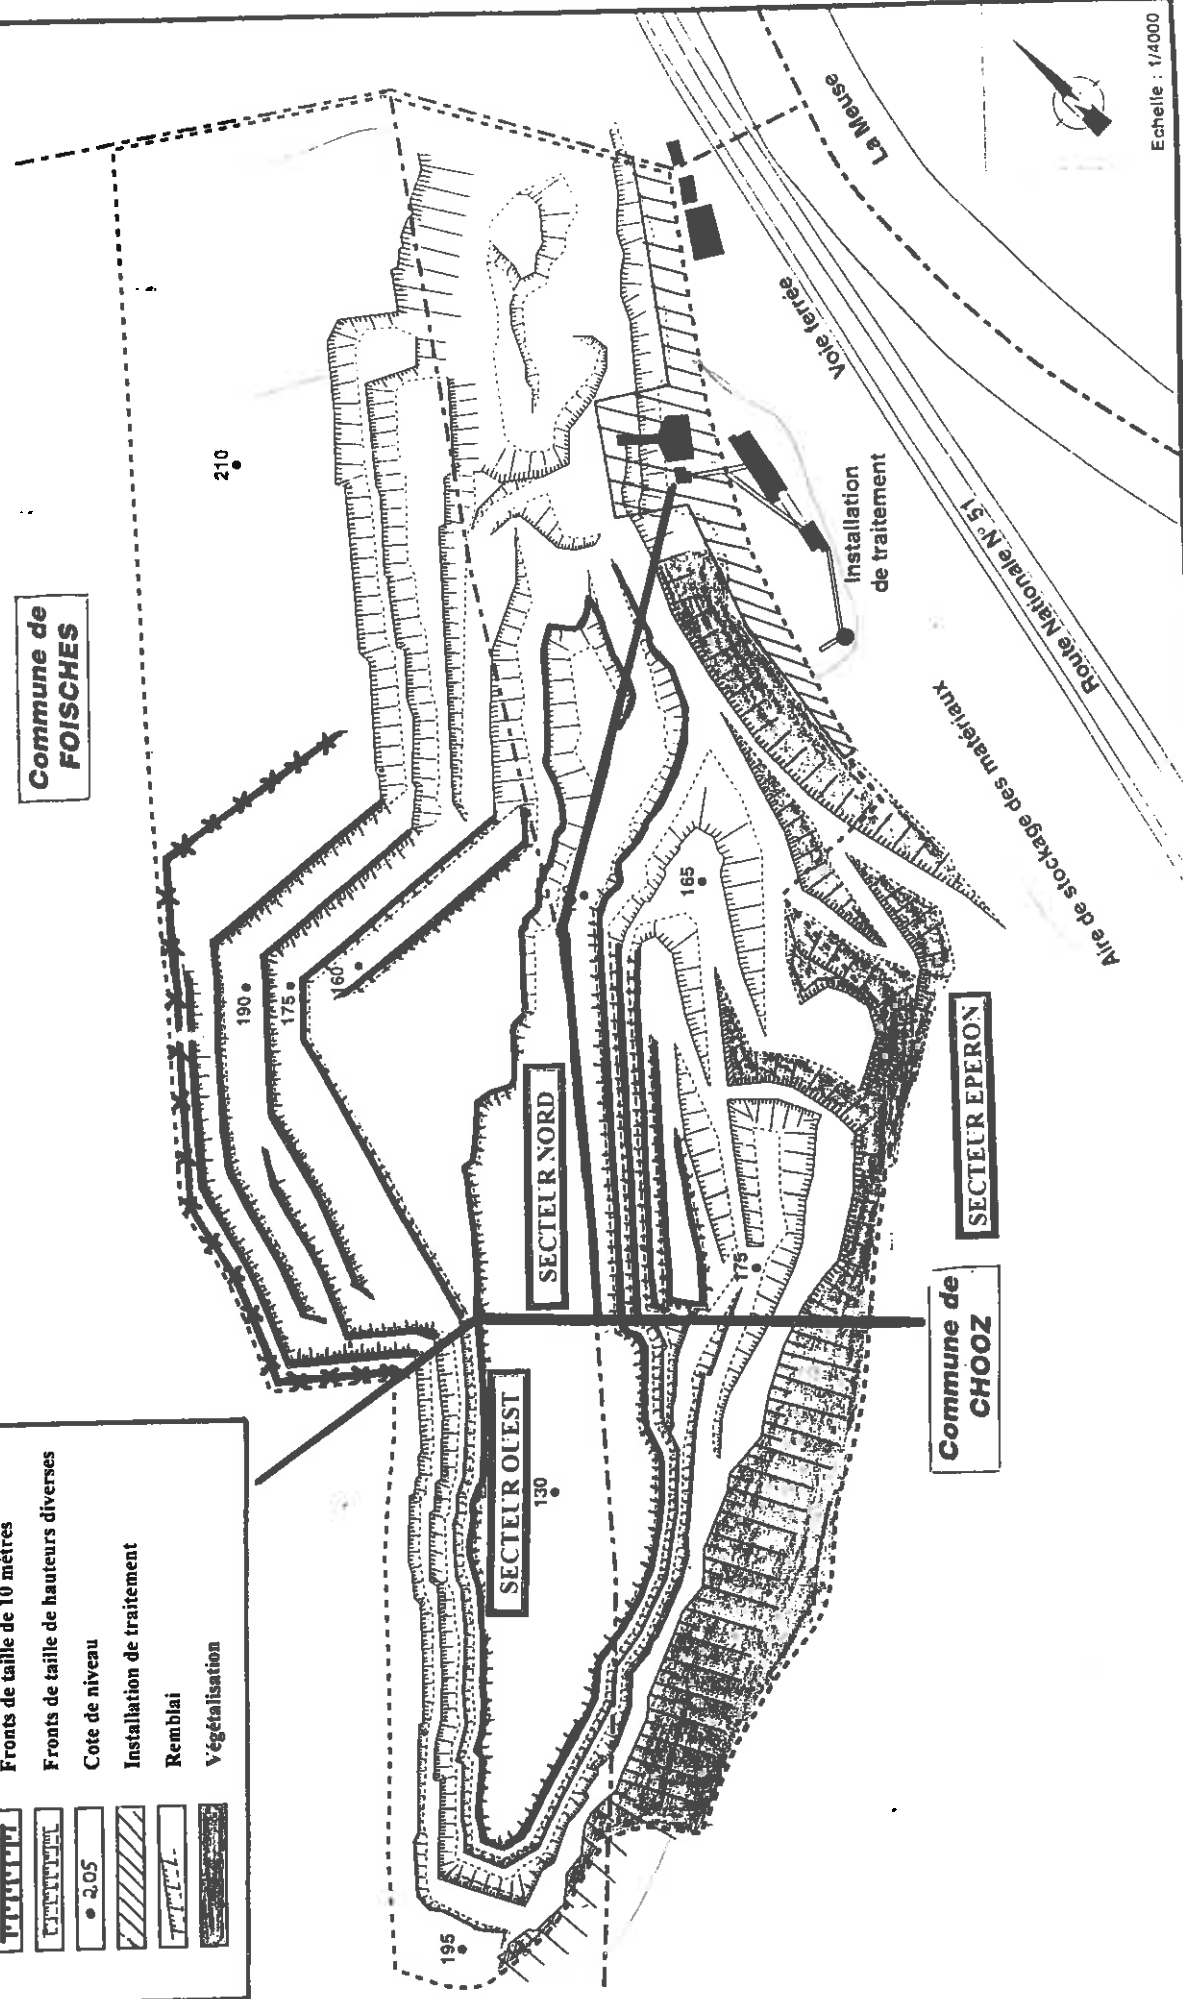 Fronts de taille de 10 mètres
Fronts de taille de hauteurs diverses
• 205
Cote de niveau
Installation de traitement
Remblai
Végétalisation
Commune de
FOISCHES
210
190
175
160
SECTEUR NORD
SECTEUR OUEST
130
195
165
175
SECTEUR EPERON
Commune de
CHOOZ
Installation
de traitement
Aire de stockage des matériaux
Route Nationale N° 51
Voie ferrée
La Meuse
Echelle : 1/4000